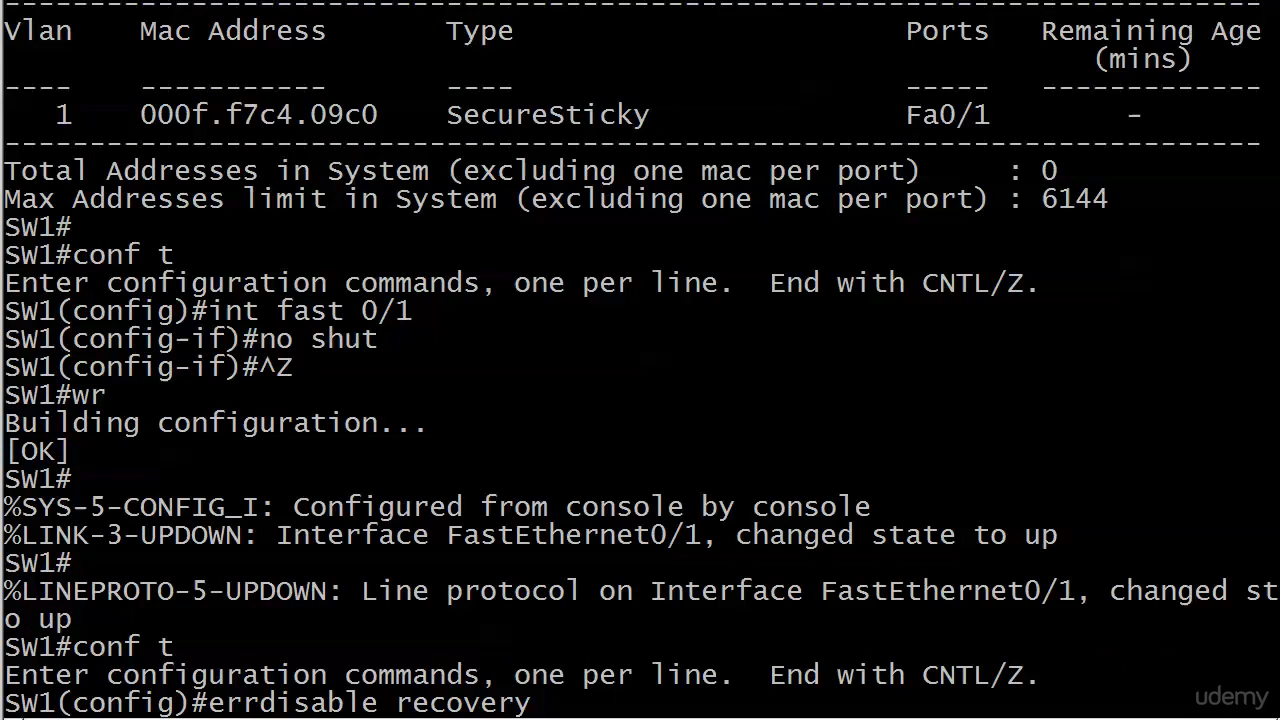 --------------------------------------------------------------------------
Vlan    Mac Address       Type                          Ports   Remaining Age
                                                                   (mins)
----    -----------       ----                          -----   -------------
   1    000f.f7c4.09c0    SecureSticky                  Fa0/1        -
--------------------------------------------------------------------------
Total Addresses in System (excluding one mac per port)     : 0
Max Addresses limit in System (excluding one mac per port) : 6144
SW1#
SW1#conf t
Enter configuration commands, one per line.  End with CNTL/Z.
SW1(config)#int fast 0/1
SW1(config-if)#no shut
SW1(config-if)#^Z
SW1#wr
Building configuration...
[OK]
SW1#
%SYS-5-CONFIG_I: Configured from console by console
%LINK-3-UPDOWN: Interface FastEthernet0/1, changed state to up
SW1#
%LINEPROTO-5-UPDOWN: Line protocol on Interface FastEthernet0/1, changed st
o up
SW1#conf t
Enter configuration commands, one per line.  End with CNTL/Z.
SW1(config)#errdisable recovery
udemy